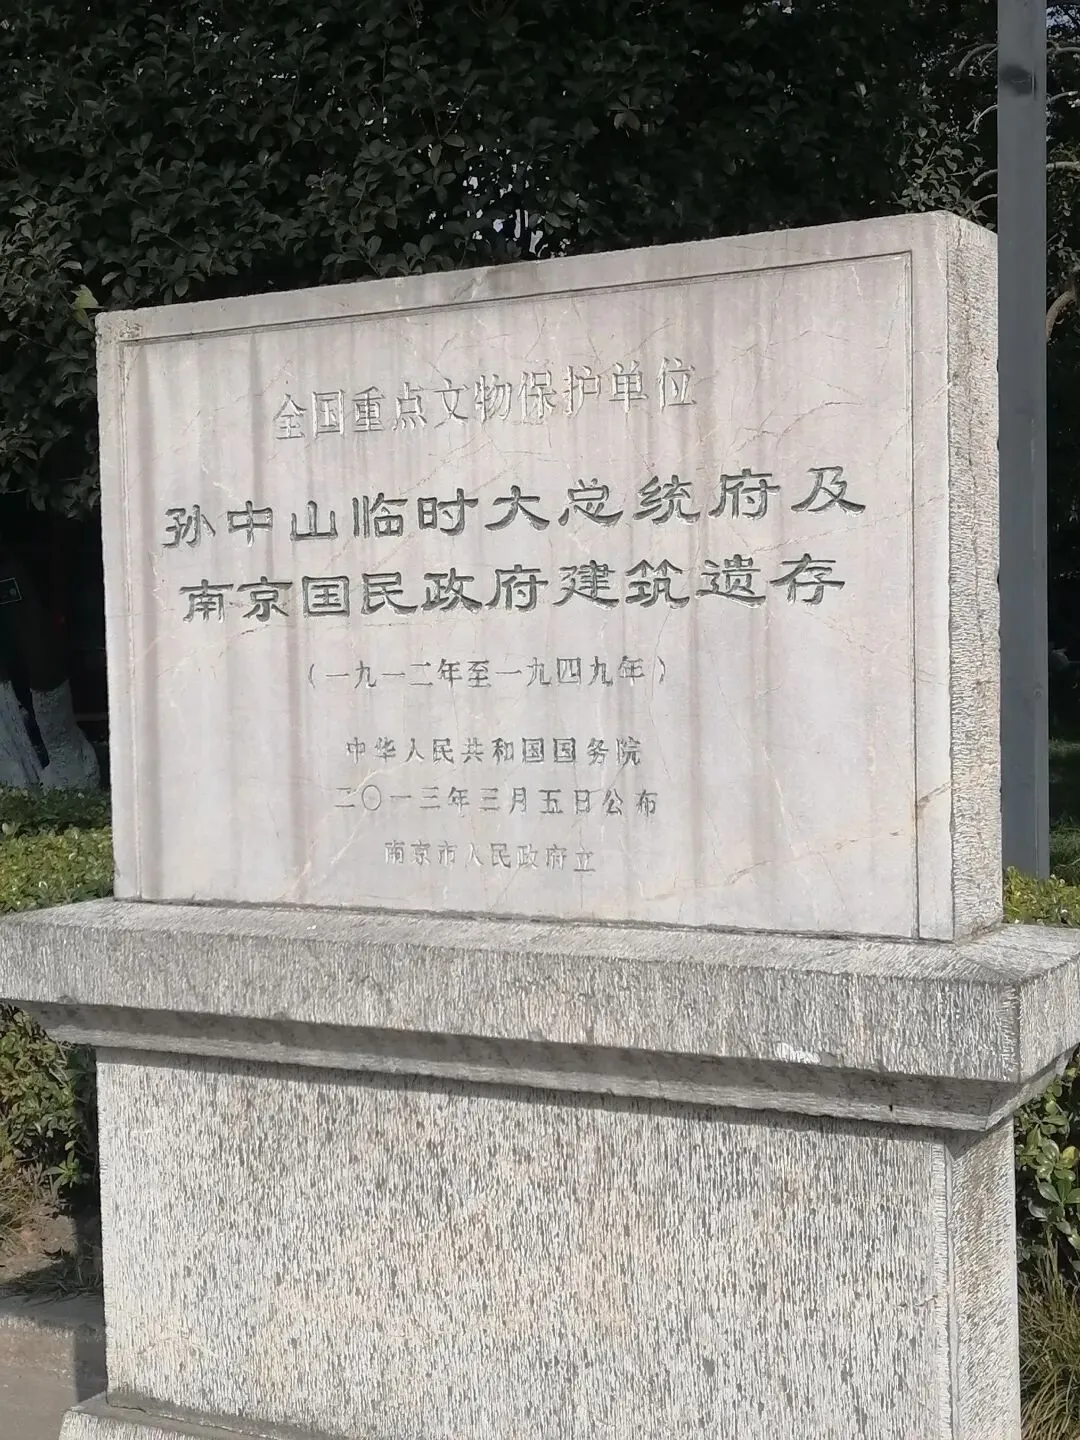 全国重点文物保护单位
孙中山临时大总统府及
南京国民政府建筑遗存
（一九一二年至一九四九年）
中华人民共和国国务院
二〇一三年三月五日公布
南京市人民政府立